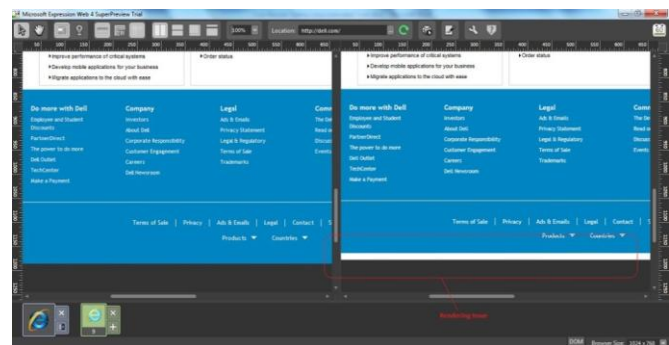 Microsoft Expression Web 4 SuperPreview Trial
100%
Location: http://dell.com/
Improve performance of critical systems
Develop mobile applications for your business
Migrate applications to the cloud with ease
Order status
Improve performance of critical systems
Develop mobile applications for your business
Migrate applications to the cloud with ease
Order status
Do more with Dell
Employee and Student
Discounts
PartnerDirect
The power to do more
Dell Outlet
TechCenter
Make a Payment
Company
Investors
About Dell
Corporate Responsibility
Customer Engagement
Careers
Dell Newsroom
Legal
Ads & Emails
Privacy Statement
Legal & Regulatory
Terms of Sale
Trademarks
Do more with Dell
Employee and Student
Discounts
PartnerDirect
The power to do more
Dell Outlet
TechCenter
Make a Payment
Company
Investors
About Dell
Corporate Responsibility
Customer Engagement
Careers
Dell Newsroom
Legal
Ads & Emails
Privacy Statement
Legal & Regulatory
Terms of Sale
Trademarks
Terms of Sale | Privacy | Ads & Emails | Legal | Contact |
Products Countries
Terms of Sale | Privacy | Ads & Emails | Legal | Contact |
Products Countries
Rendering Issue
DOM Browser Size: 1024 x 768